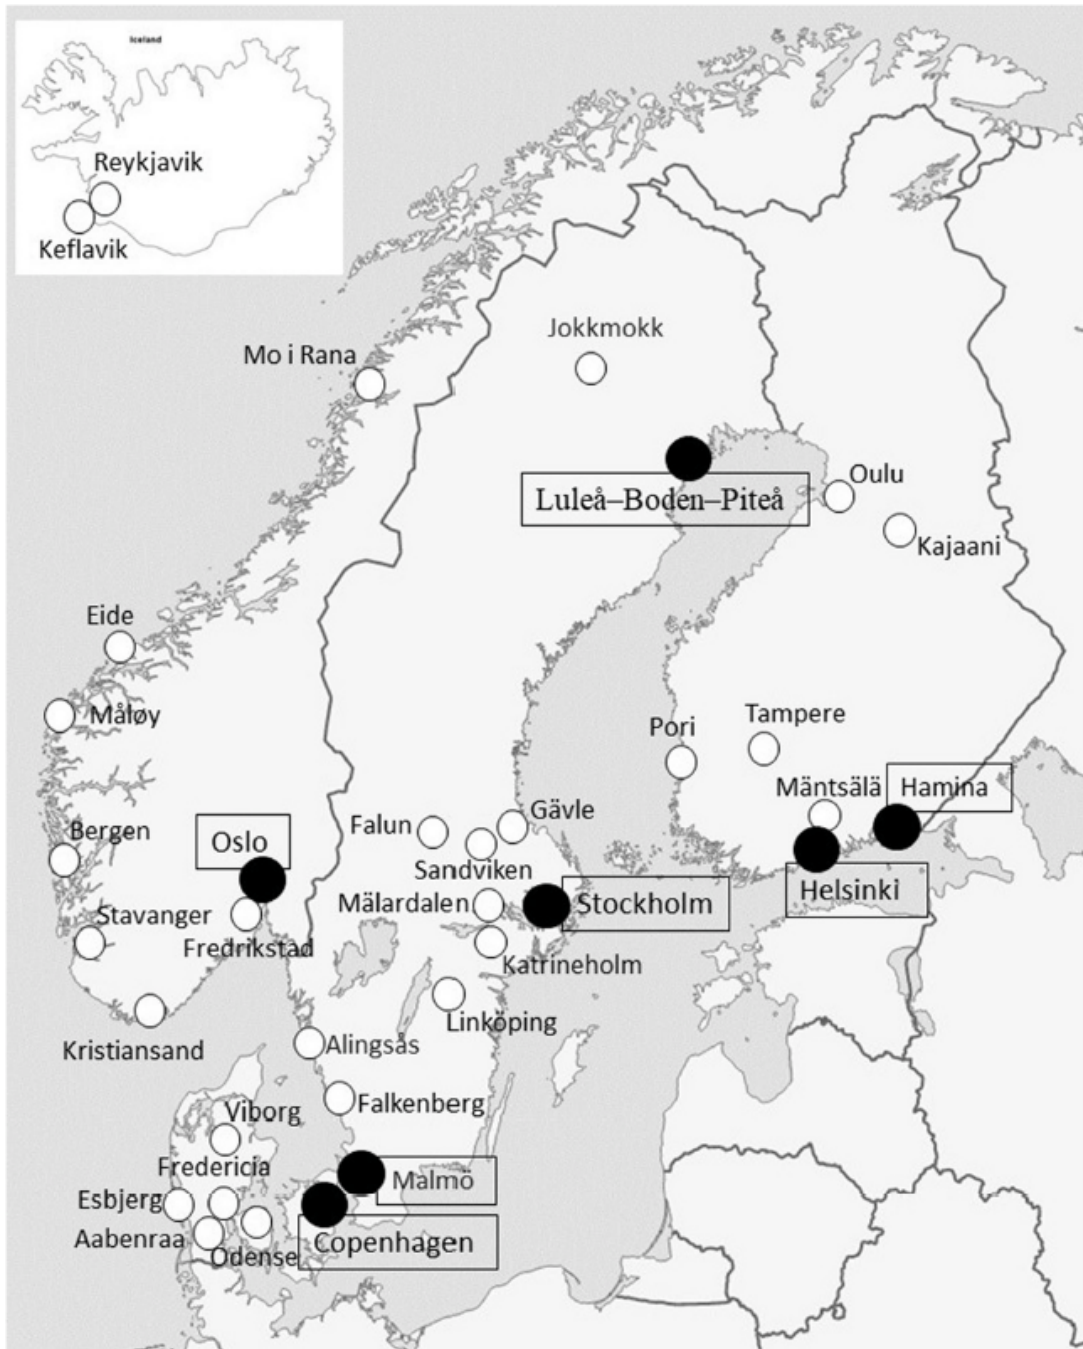 Iceland
Reykjavik
Keflavik
Jokkmokk
Mo i Rana
Luleå–Boden–Piteå
Oulu
Kajaani
Eide
Måløy
Pori
Tampere
Mäntsälä
Hamina
Bergen
Oslo
Falun
Gävle
Sandviken
Helsinki
Mälardalen
Stockholm
Stavanger
Fredrikstad
Katrineholm
Linköping
Kristiansand
Alingsås
Falkenberg
Viborg
Fredericia
Malmö
Esbjerg
Aabenraa
Odense
Copenhagen